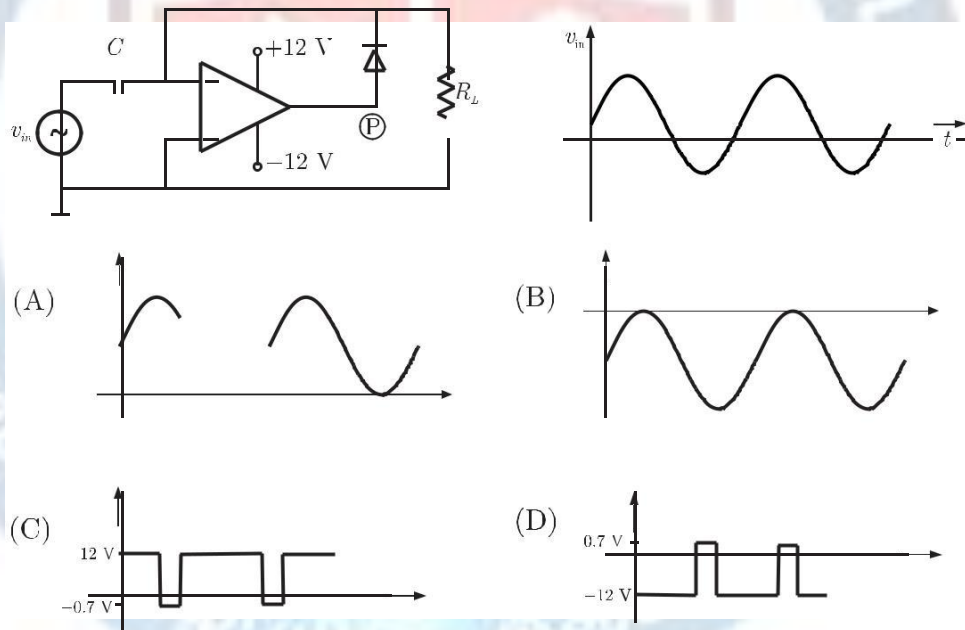 C
+12 V
v_in
R_L
Ⓟ
−12 V
v_in
t
(A)
(B)
(C)
12 V
−0.7 V
(D)
0.7 V
−12 V